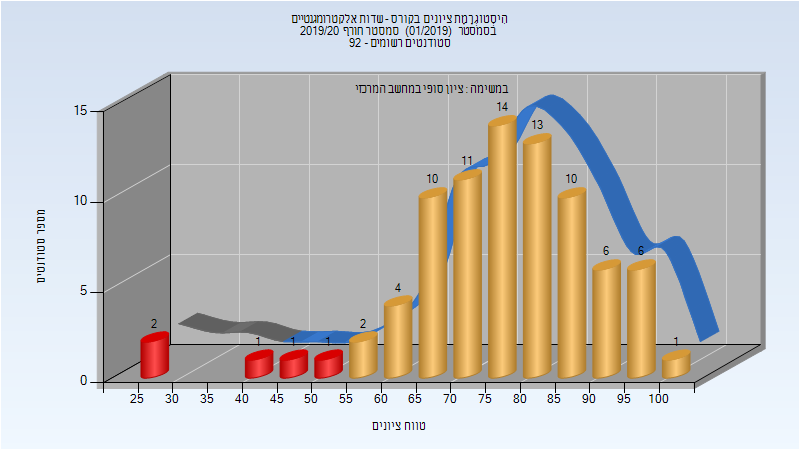 היסטוגרמת ציונים בקורס - שדות אלקטרומגנטיים
בסמסטר (01/2019) סמסטר חורף 2019/20
סטודנטים רשומים - 92
במשימה : ציון סופי במחשב המרכזי
15
10
5
0
מספר סטודנטים
2
1
1
1
2
4
10
11
14
13
10
6
6
1
25 30 35 40 45 50 55 60 65 70 75 80 85 90 95 100
טווח ציונים